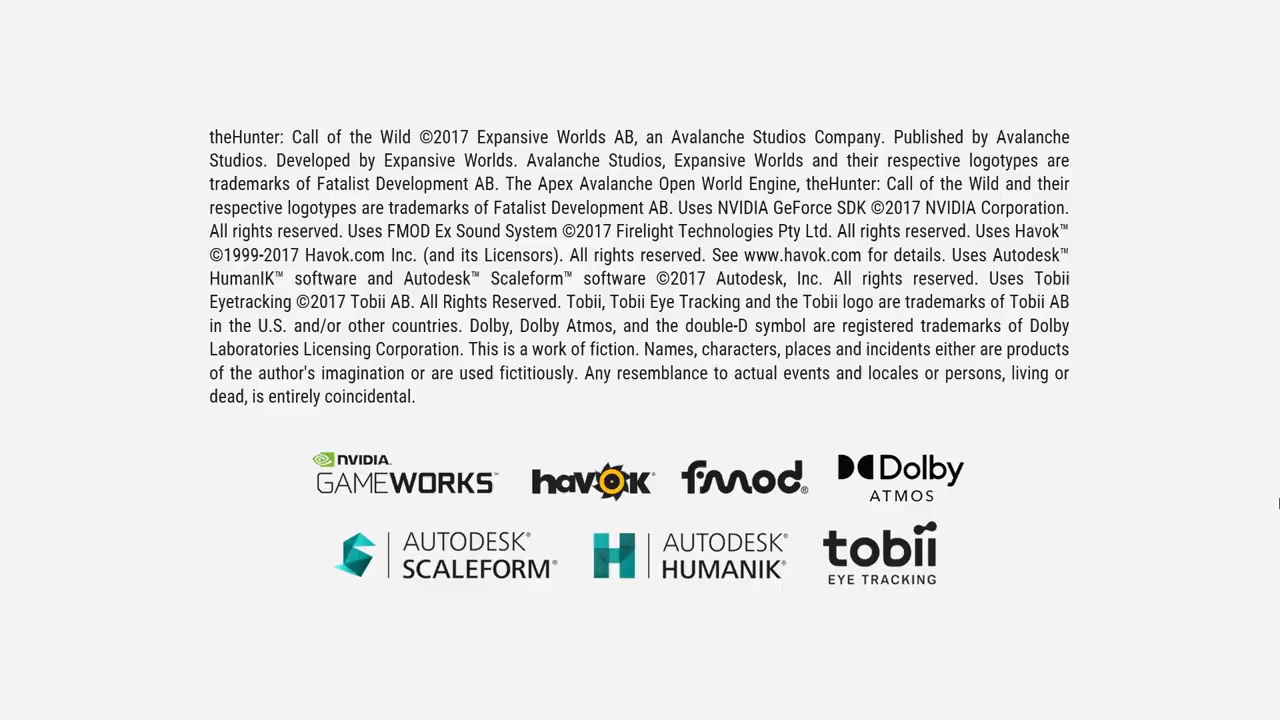 theHunter: Call of the Wild ©2017 Expansive Worlds AB, an Avalanche Studios Company. Published by Avalanche
Studios. Developed by Expansive Worlds. Avalanche Studios, Expansive Worlds and their respective logotypes are
trademarks of Fatalist Development AB. The Apex Avalanche Open World Engine, theHunter: Call of the Wild and their
respective logotypes are trademarks of Fatalist Development AB. Uses NVIDIA GeForce SDK ©2017 NVIDIA Corporation.
All rights reserved. Uses FMOD Ex Sound System ©2017 Firelight Technologies Pty Ltd. All rights reserved. Uses Havok™
©1999-2017 Havok.com Inc. (and its Licensors). All rights reserved. See www.havok.com for details. Uses Autodesk™
HumanIK™ software and Autodesk™ Scaleform™ software ©2017 Autodesk, Inc. All rights reserved. Uses Tobii
Eyetracking ©2017 Tobii AB. All Rights Reserved. Tobii, Tobii Eye Tracking and the Tobii logo are trademarks of Tobii AB
in the U.S. and/or other countries. Dolby, Dolby Atmos, and the double-D symbol are registered trademarks of Dolby
Laboratories Licensing Corporation. This is a work of fiction. Names, characters, places and incidents either are products
of the author's imagination or are used fictitiously. Any resemblance to actual events and locales or persons, living or
dead, is entirely coincidental.
NVIDIA.
GAMEWORKS™
havok®
fmod®
Dolby
ATMOS
AUTODESK®
SCALEFORM®
AUTODESK®
HUMANIK®
tobii
EYE TRACKING